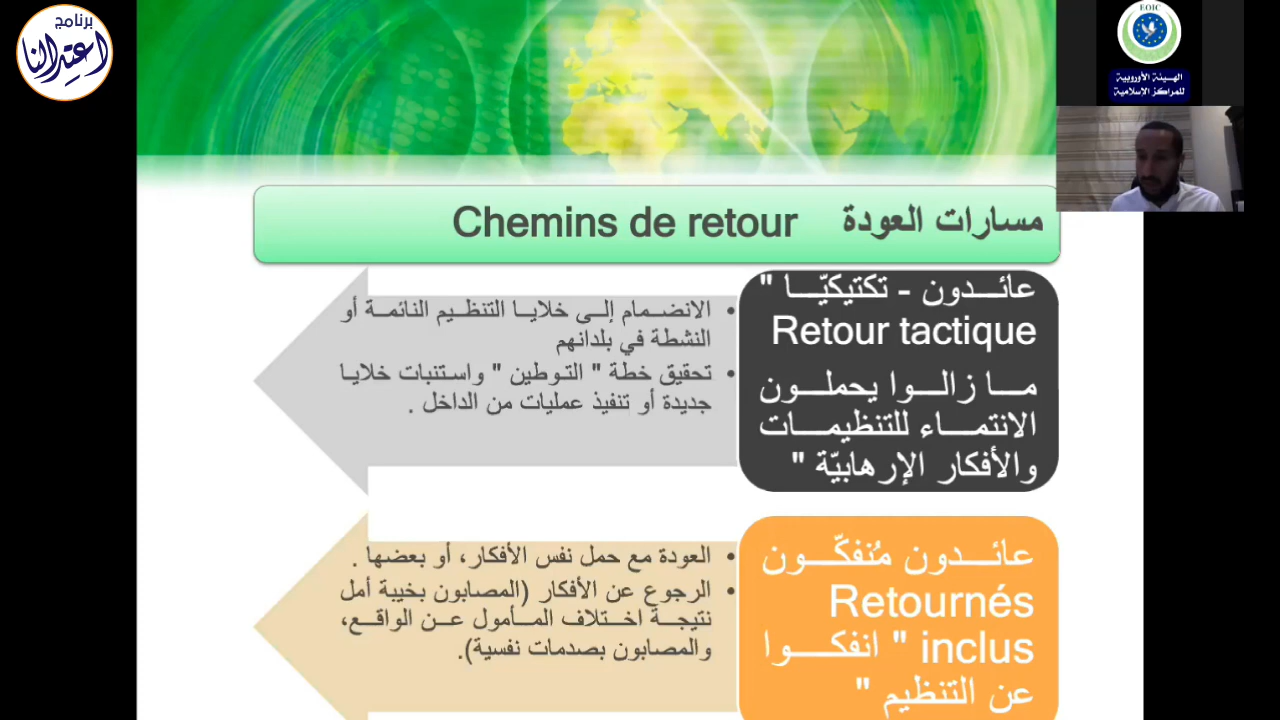 برنامج
اعتدالنا
EOIC
الهيئة الأوروبية
للمراكز الإسلامية
مسارات العودة Chemins de retour
عائدون - تكتيكيّا "
Retour tactique
ما زالوا يحملون
الانتماء للتنظيمات
والأفكار الإرهابيّة "
• الانضمام إلى خلايا التنظيم النائمة أو
النشطة في بلدانهم
• تحقيق خطة " التوطين " واستنبات خلايا
جديدة أو تنفيذ عمليات من الداخل .
عائدون مُنفكّون
Retournés
inclus " انفكوا
عن التنظيم "
• العودة مع حمل نفس الأفكار، أو بعضها .
• الرجوع عن الأفكار (المصابون بخيبة أمل
نتيجة اختلاف المأمول عن الواقع،
والمصابون بصدمات نفسية).